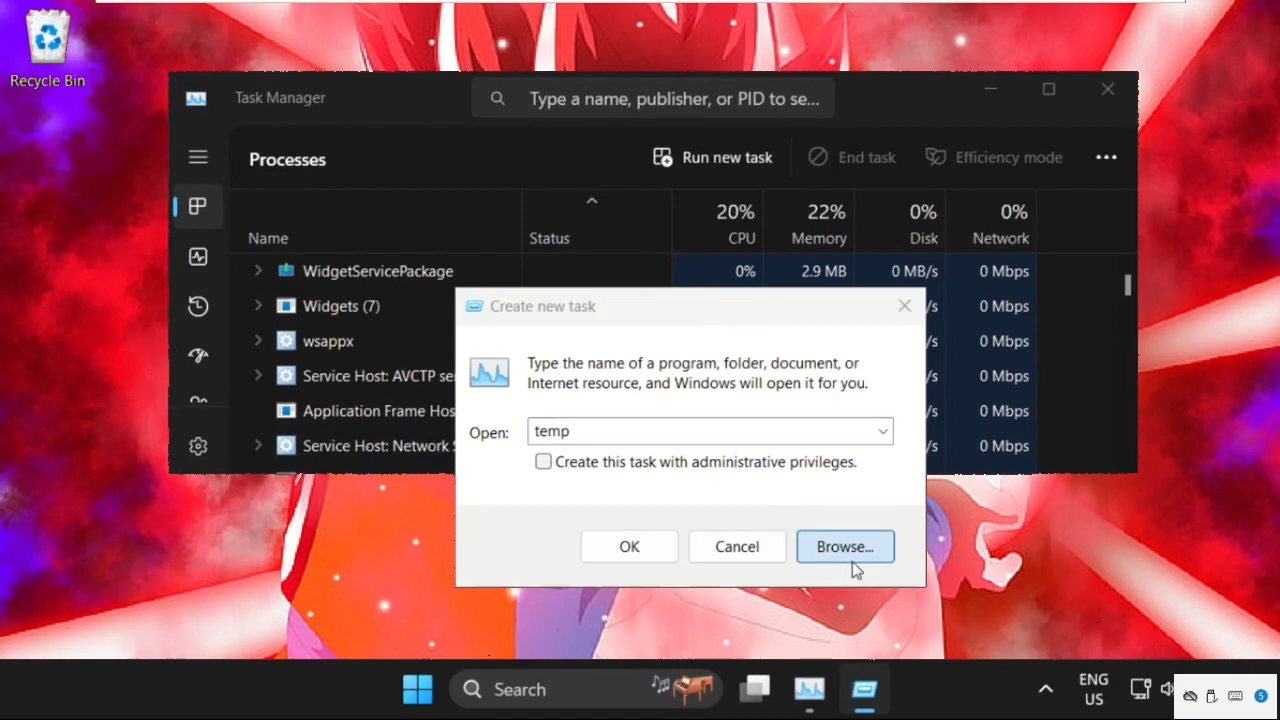 Recycle Bin
Task Manager
Type a name, publisher, or PID to se...
Processes
Run new task
End task
Efficiency mode
20%
22%
0%
0%
Name
Status
CPU
Memory
Disk
Network
WidgetServicePackage
0%
2.9 MB
0 MB/s
0 Mbps
Widgets (7)
/s
0 Mbps
wsappx
/s
0 Mbps
Service Host: AVCTP se
/s
0 Mbps
Application Frame Hos
/s
0 Mbps
Service Host: Network S
/s
0 Mbps
Create new task
Type the name of a program, folder, document, or
Internet resource, and Windows will open it for you.
Open:
temp
Create this task with administrative privileges.
OK
Cancel
Browse...
Search
ENG
US
5